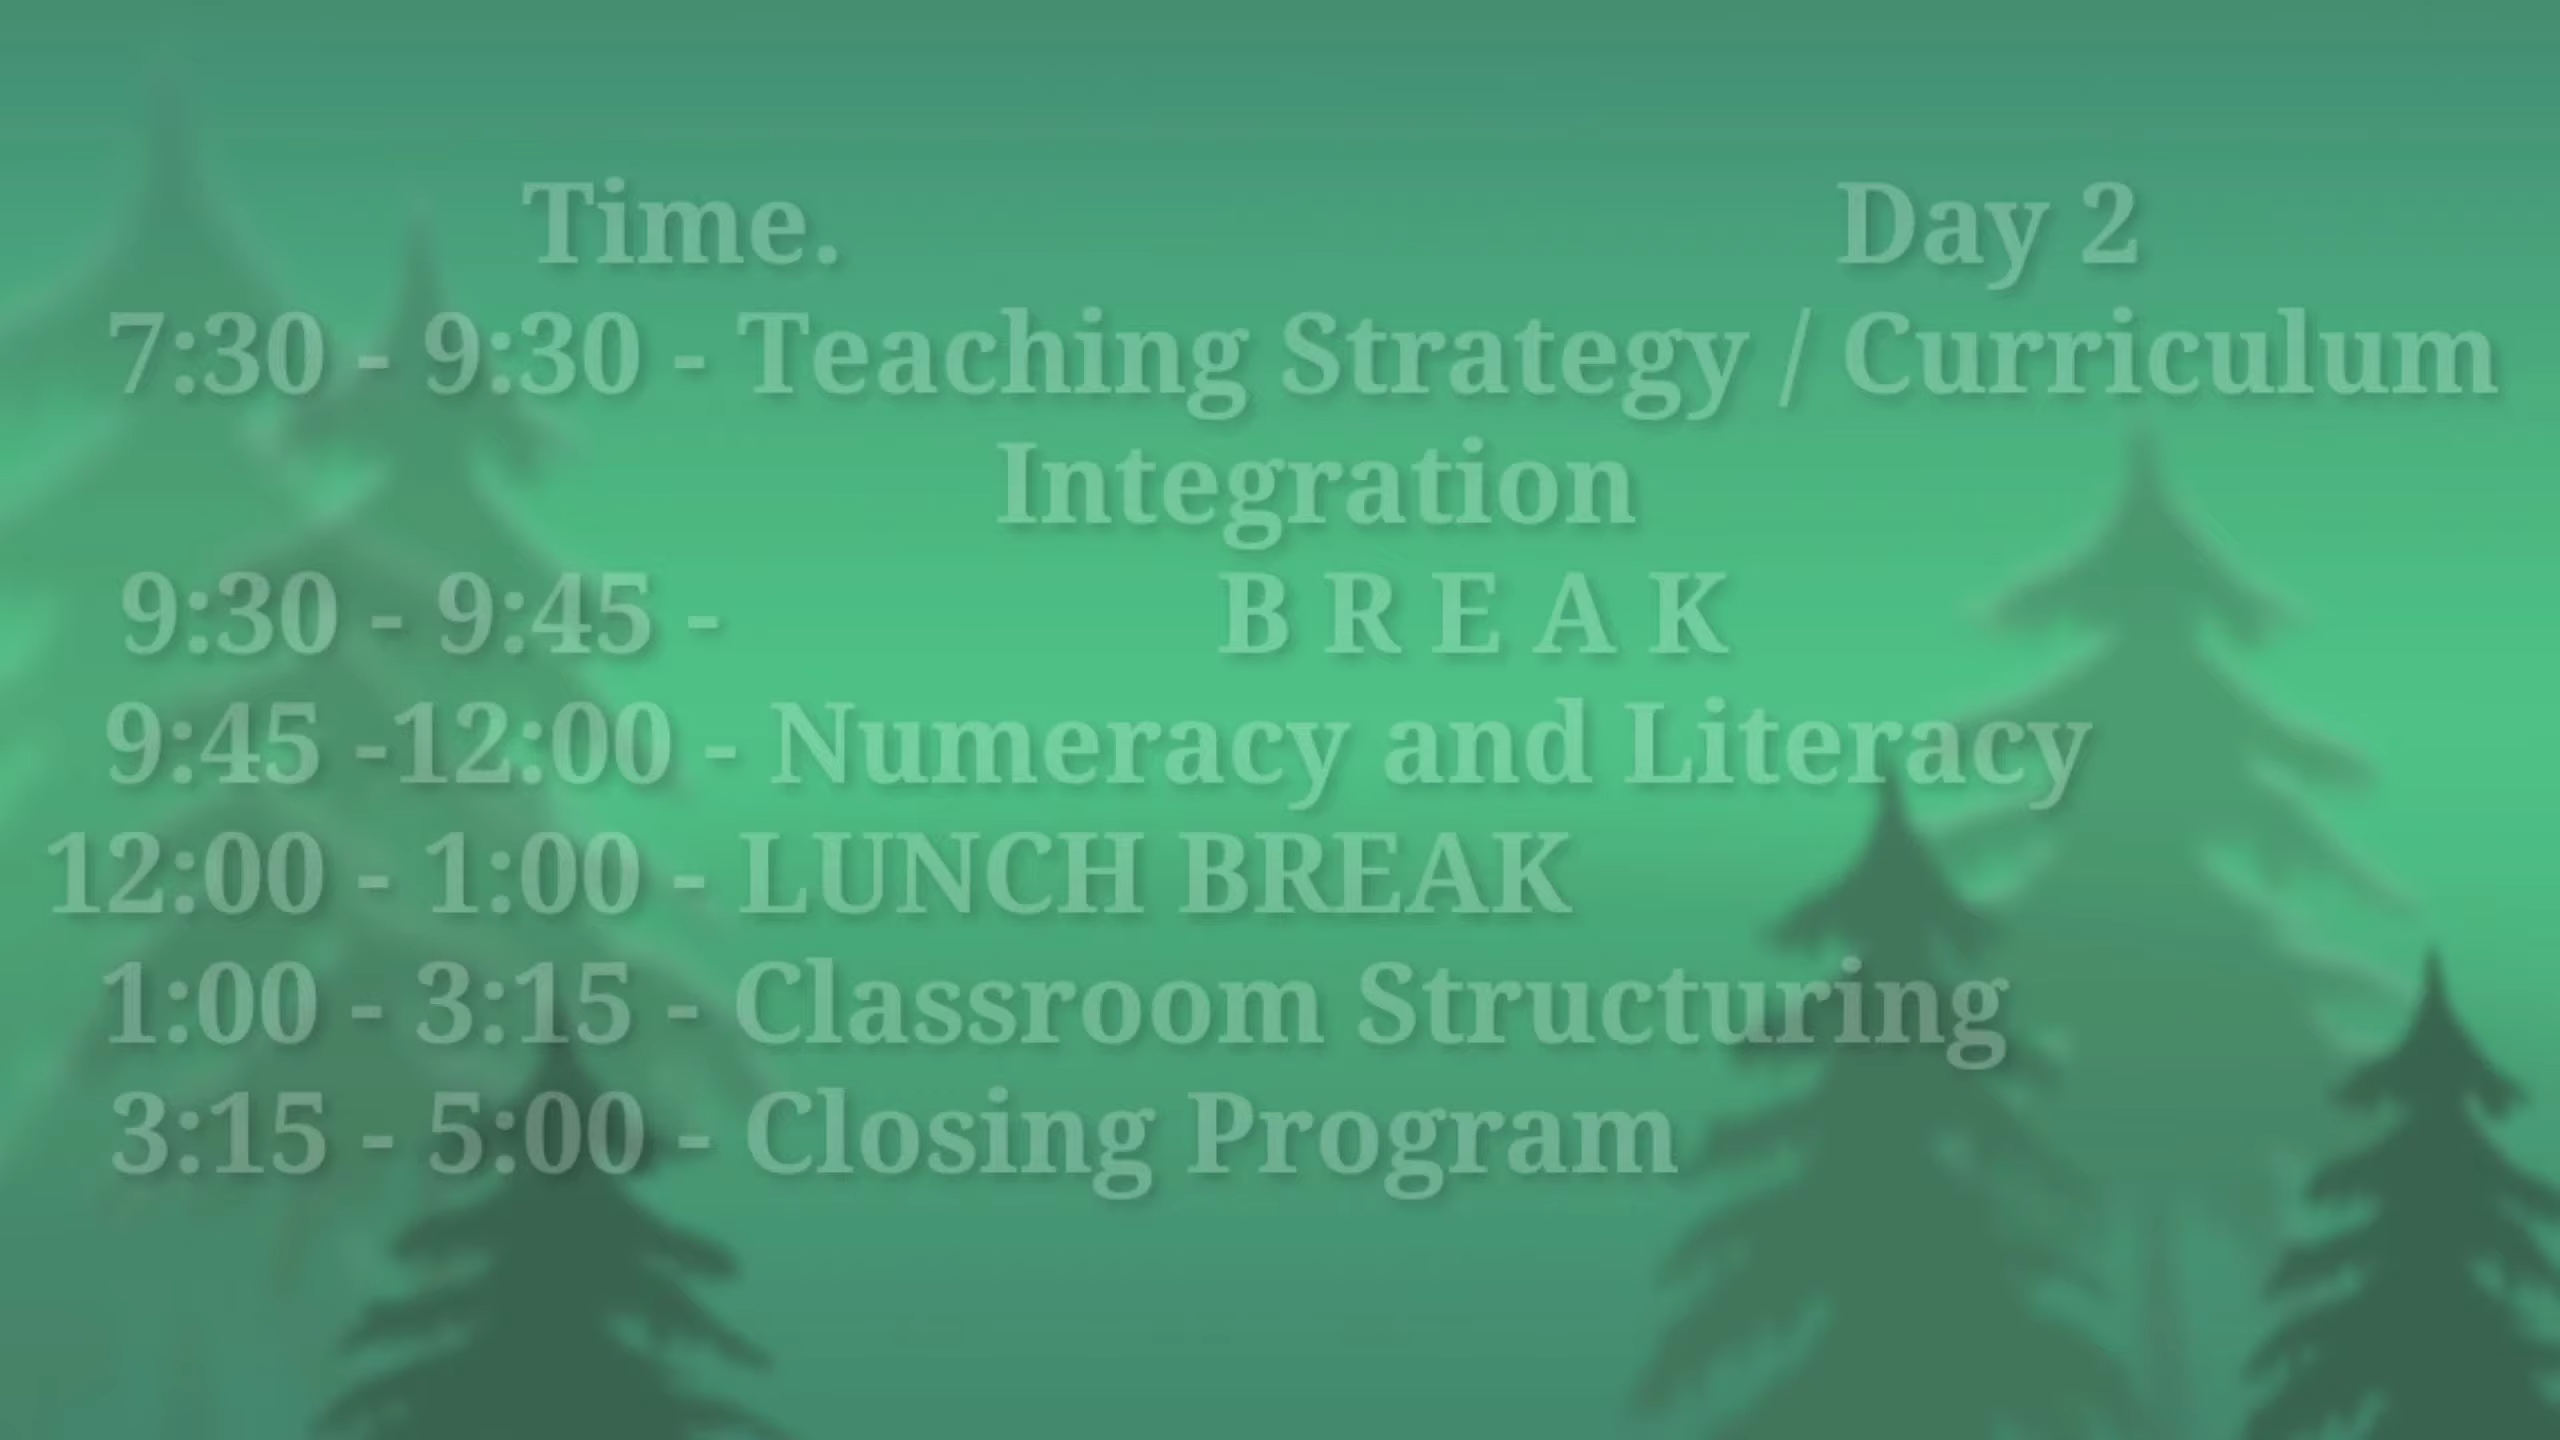 Time. Day 2
7:30 - 9:30 - Teaching Strategy / Curriculum
Integration
9:30 - 9:45 - B R E A K
9:45 -12:00 - Numeracy and Literacy
12:00 - 1:00 - LUNCH BREAK
1:00 - 3:15 - Classroom Structuring
3:15 - 5:00 - Closing Program